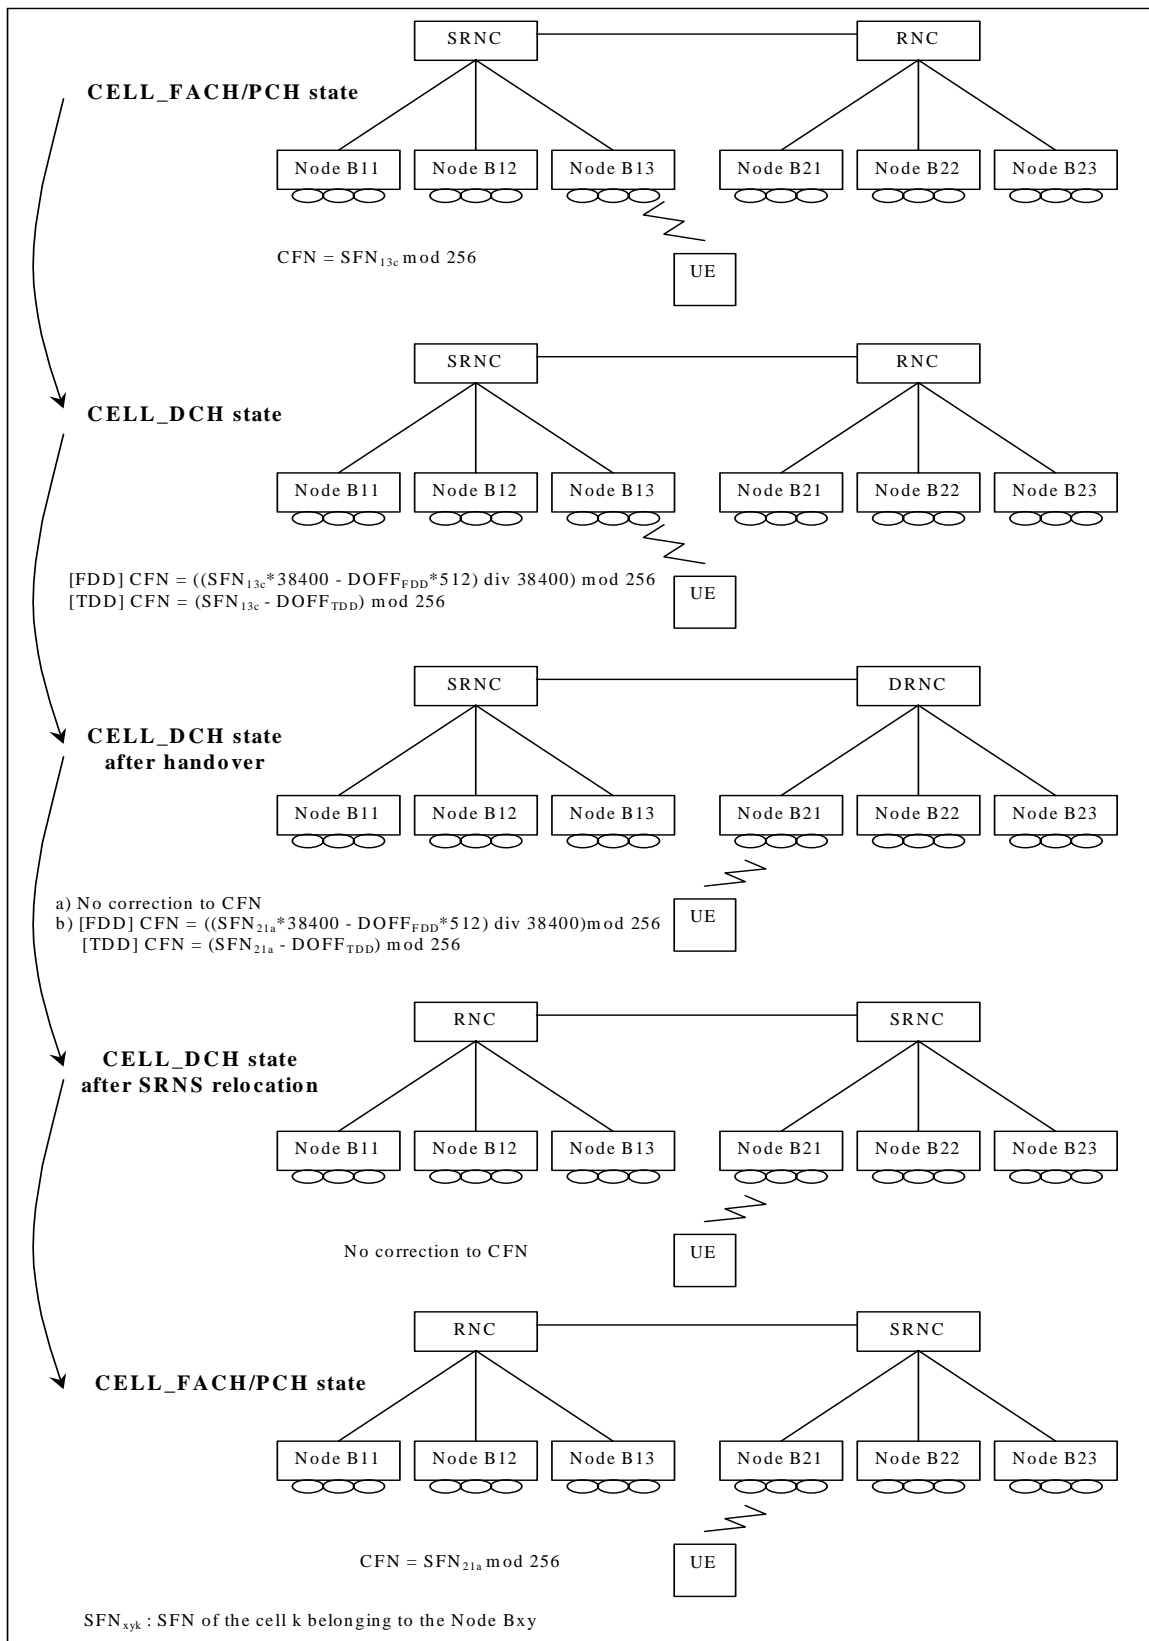 SRNC RNC
CELL_FACH/PCH state
Node B11 Node B12 Node B13 Node B21 Node B22 Node B23
CFN = SFN13c mod 256
UE
SRNC RNC
CELL_DCH state
Node B11 Node B12 Node B13 Node B21 Node B22 Node B23
[FDD] CFN = ((SFN13c*38400 - DOFFFDD*512) div 38400) mod 256
[TDD] CFN = (SFN13c - DOFFTDD) mod 256
UE
SRNC DRNC
CELL_DCH state
after handover
Node B11 Node B12 Node B13 Node B21 Node B22 Node B23
a) No correction to CFN
b) [FDD] CFN = ((SFN21a*38400 - DOFFFDD*512) div 38400)mod 256
[TDD] CFN = (SFN21a - DOFFTDD) mod 256
UE
RNC SRNC
CELL_DCH state
after SRNS relocation
Node B11 Node B12 Node B13 Node B21 Node B22 Node B23
No correction to CFN
UE
RNC SRNC
CELL_FACH/PCH state
Node B11 Node B12 Node B13 Node B21 Node B22 Node B23
CFN = SFN21a mod 256
UE
SFNxyk : SFN of the cell k belonging to the Node Bxy